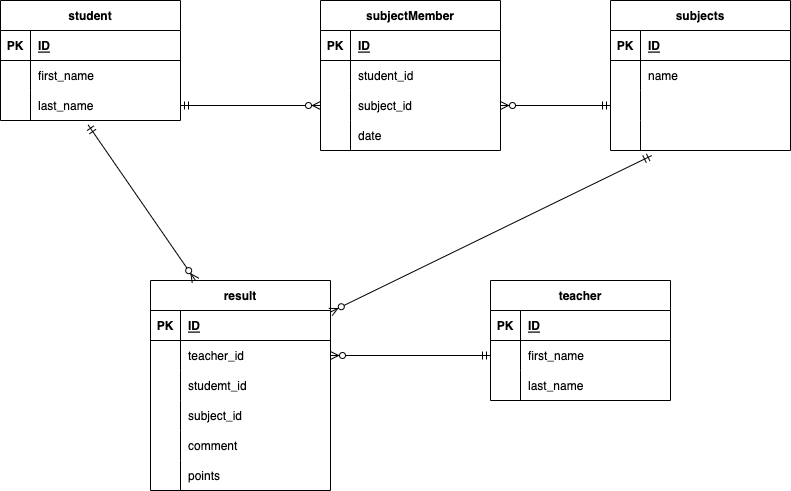 student
PK ID
first_name
last_name
subjectMember
PK ID
student_id
subject_id
date
subjects
PK ID
name
result
PK ID
teacher_id
studemt_id
subject_id
comment
points
teacher
PK ID
first_name
last_name